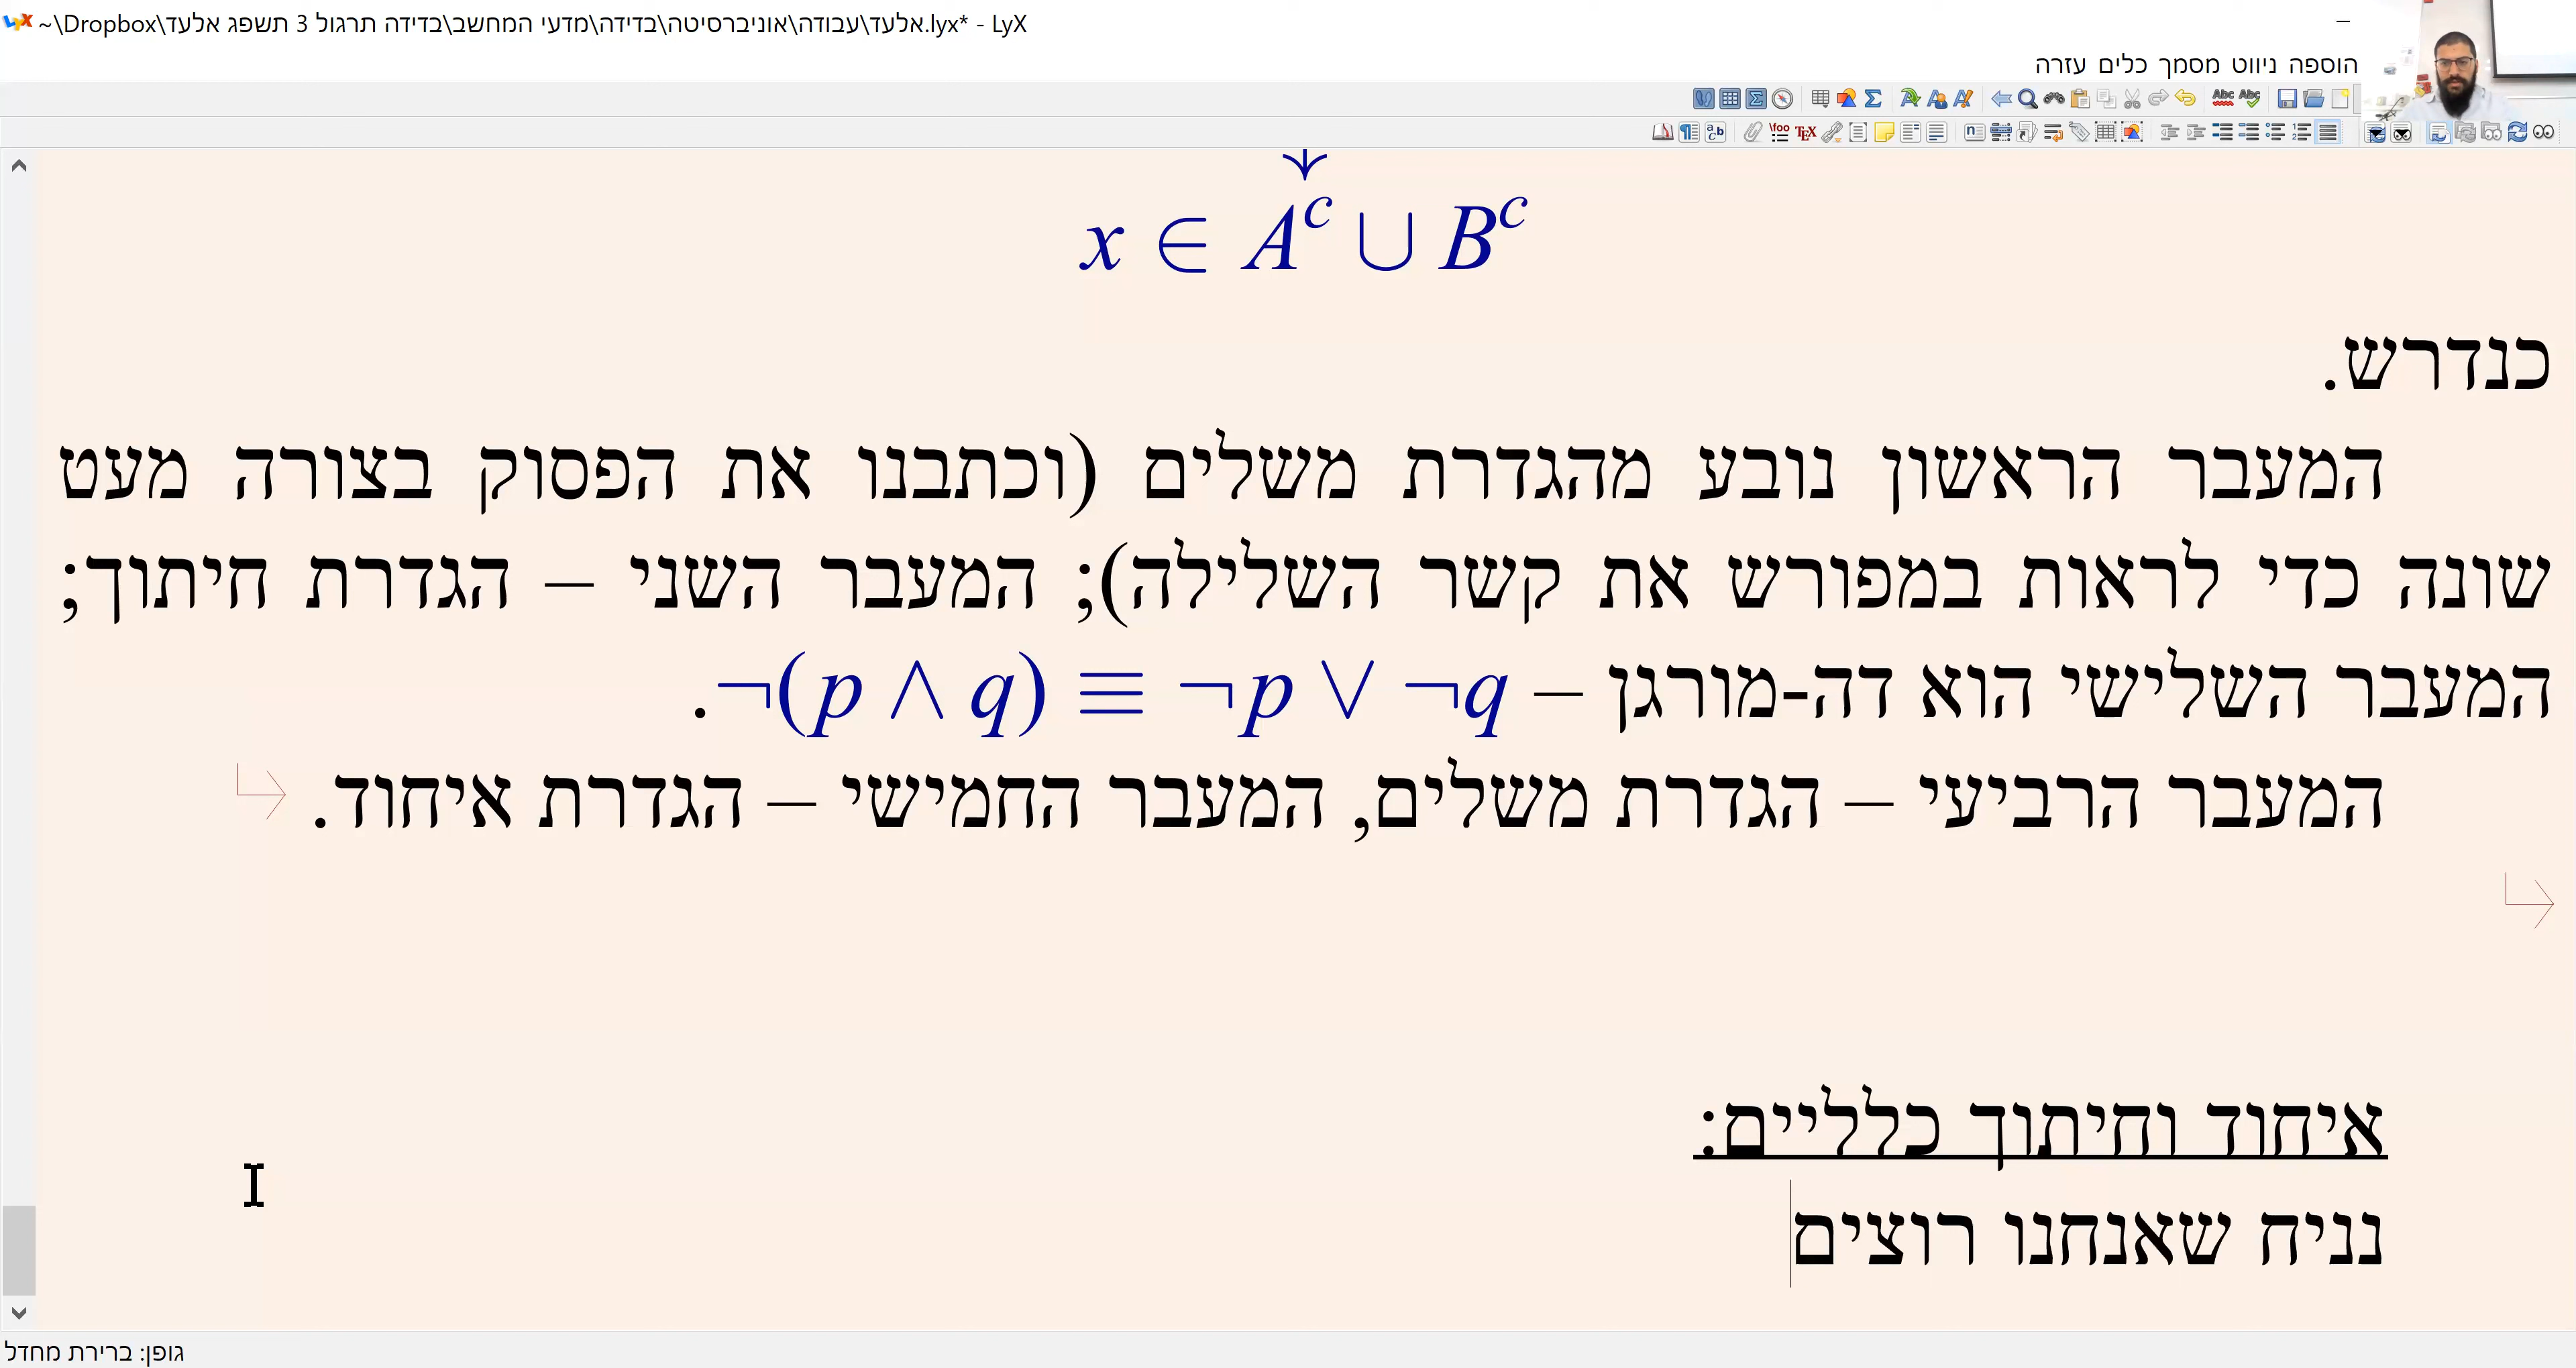 ~\Dropbox\אלעד\עבודה\אוניברסיטה\בדידה\מדעי המחשב\בדידה תרגול 3 תשפג אלעד.lyx* - LyX
הוספה ניווט מסמך כלים עזרה
x ∈ A^c ∪ B^c
כנדרש.
המעבר הראשון נובע מהגדרת משלים (וכתבנו את הפסוק בצורה מעט
שונה כדי לראות במפורש את קשר השלילה); המעבר השני – הגדרת חיתוך;
המעבר השלישי הוא דה-מורגן – ¬(p ∧ q) ≡ ¬p ∨ ¬q.
המעבר הרביעי – הגדרת משלים, המעבר החמישי – הגדרת איחוד.
איחוד וחיתוך כלליים:
נניח שאנחנו רוצים
גופן: ברירת מחדל